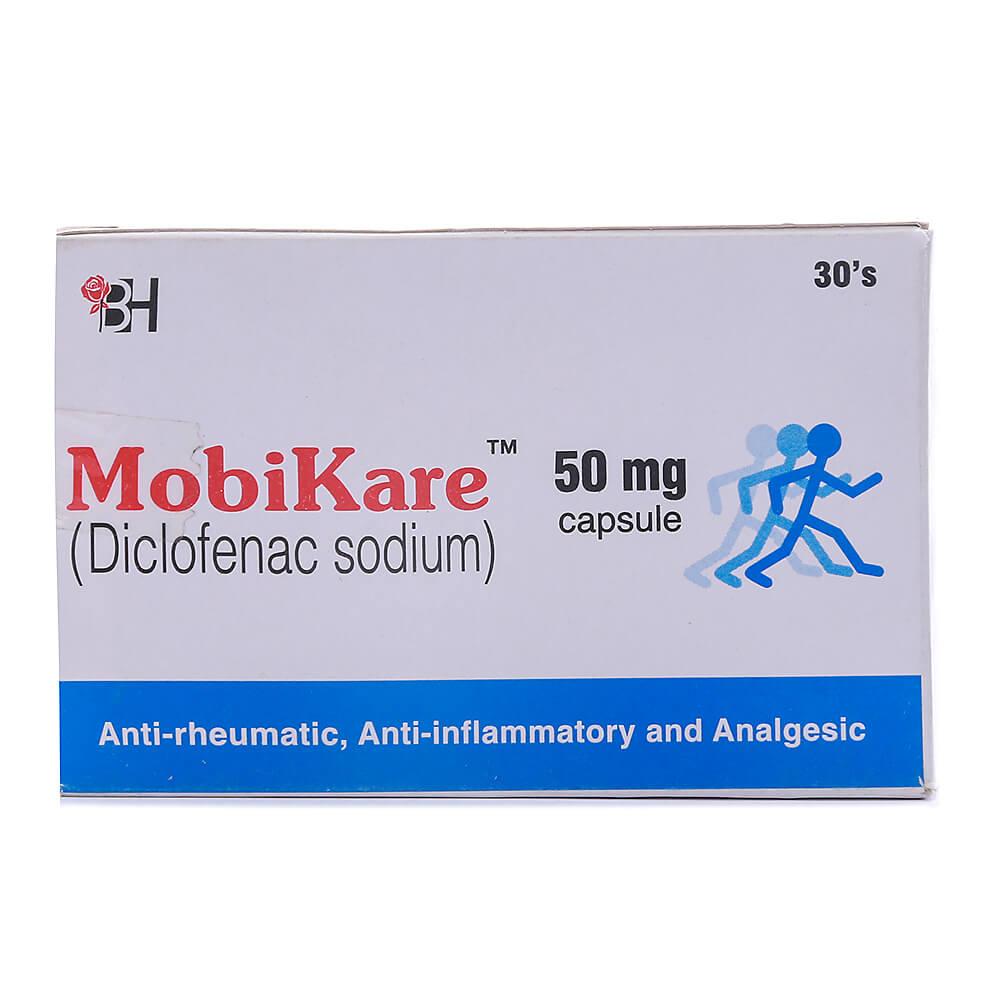 BH
30's
MobiKare™
(Diclofenac sodium)
50 mg
capsule
Anti-rheumatic, Anti-inflammatory and Analgesic